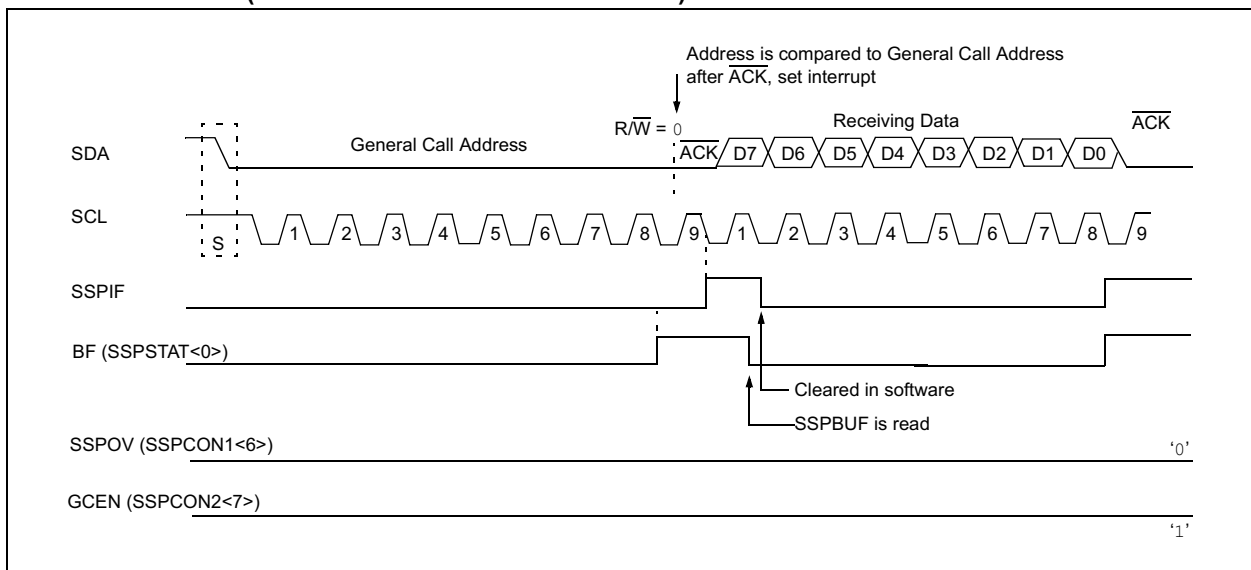 Address is compared to General Call Address
after ACK, set interrupt
R/W = 0
Receiving Data
ACK
SDA
General Call Address
ACK D7 D6 D5 D4 D3 D2 D1 D0
SCL
S
1 2 3 4 5 6 7 8 9 1 2 3 4 5 6 7 8 9
SSPIF
BF (SSPSTAT<0>)
Cleared in software
SSPBUF is read
SSPOV (SSPCON1<6>)
‘0’
GCEN (SSPCON2<7>)
‘1’